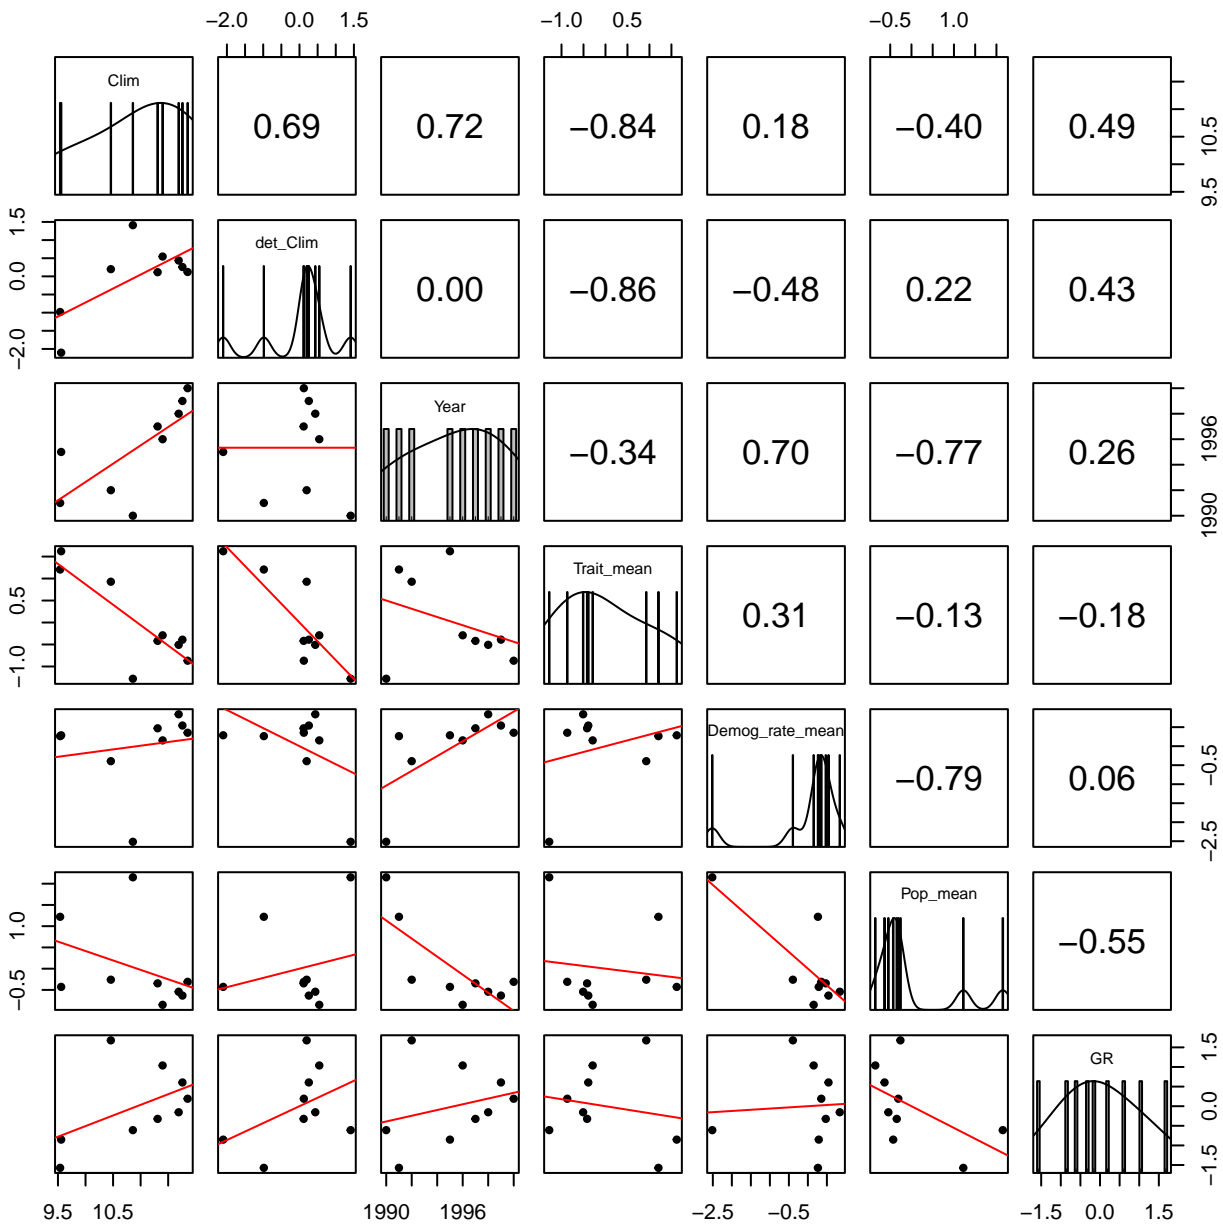 −2.0 0.0 1.5 −1.0 0.5 −0.5 1.0
Clim 0.69 0.72 −0.84 0.18 −0.40 0.49
9.5 10.5
−2.0 0.0 1.5
det_Clim 0.00 −0.86 −0.48 0.22 0.43
Year −0.34 0.70 −0.77 0.26
1990 1996
−1.0 0.5
Trait_mean 0.31 −0.13 −0.18
Demog_rate_mean −0.79 0.06
−2.5 −0.5
−0.5 1.0
Pop_mean −0.55
GR
−1.5 0.0 1.5
9.5 10.5 1990 1996 −2.5 −0.5 −1.5 0.0 1.5